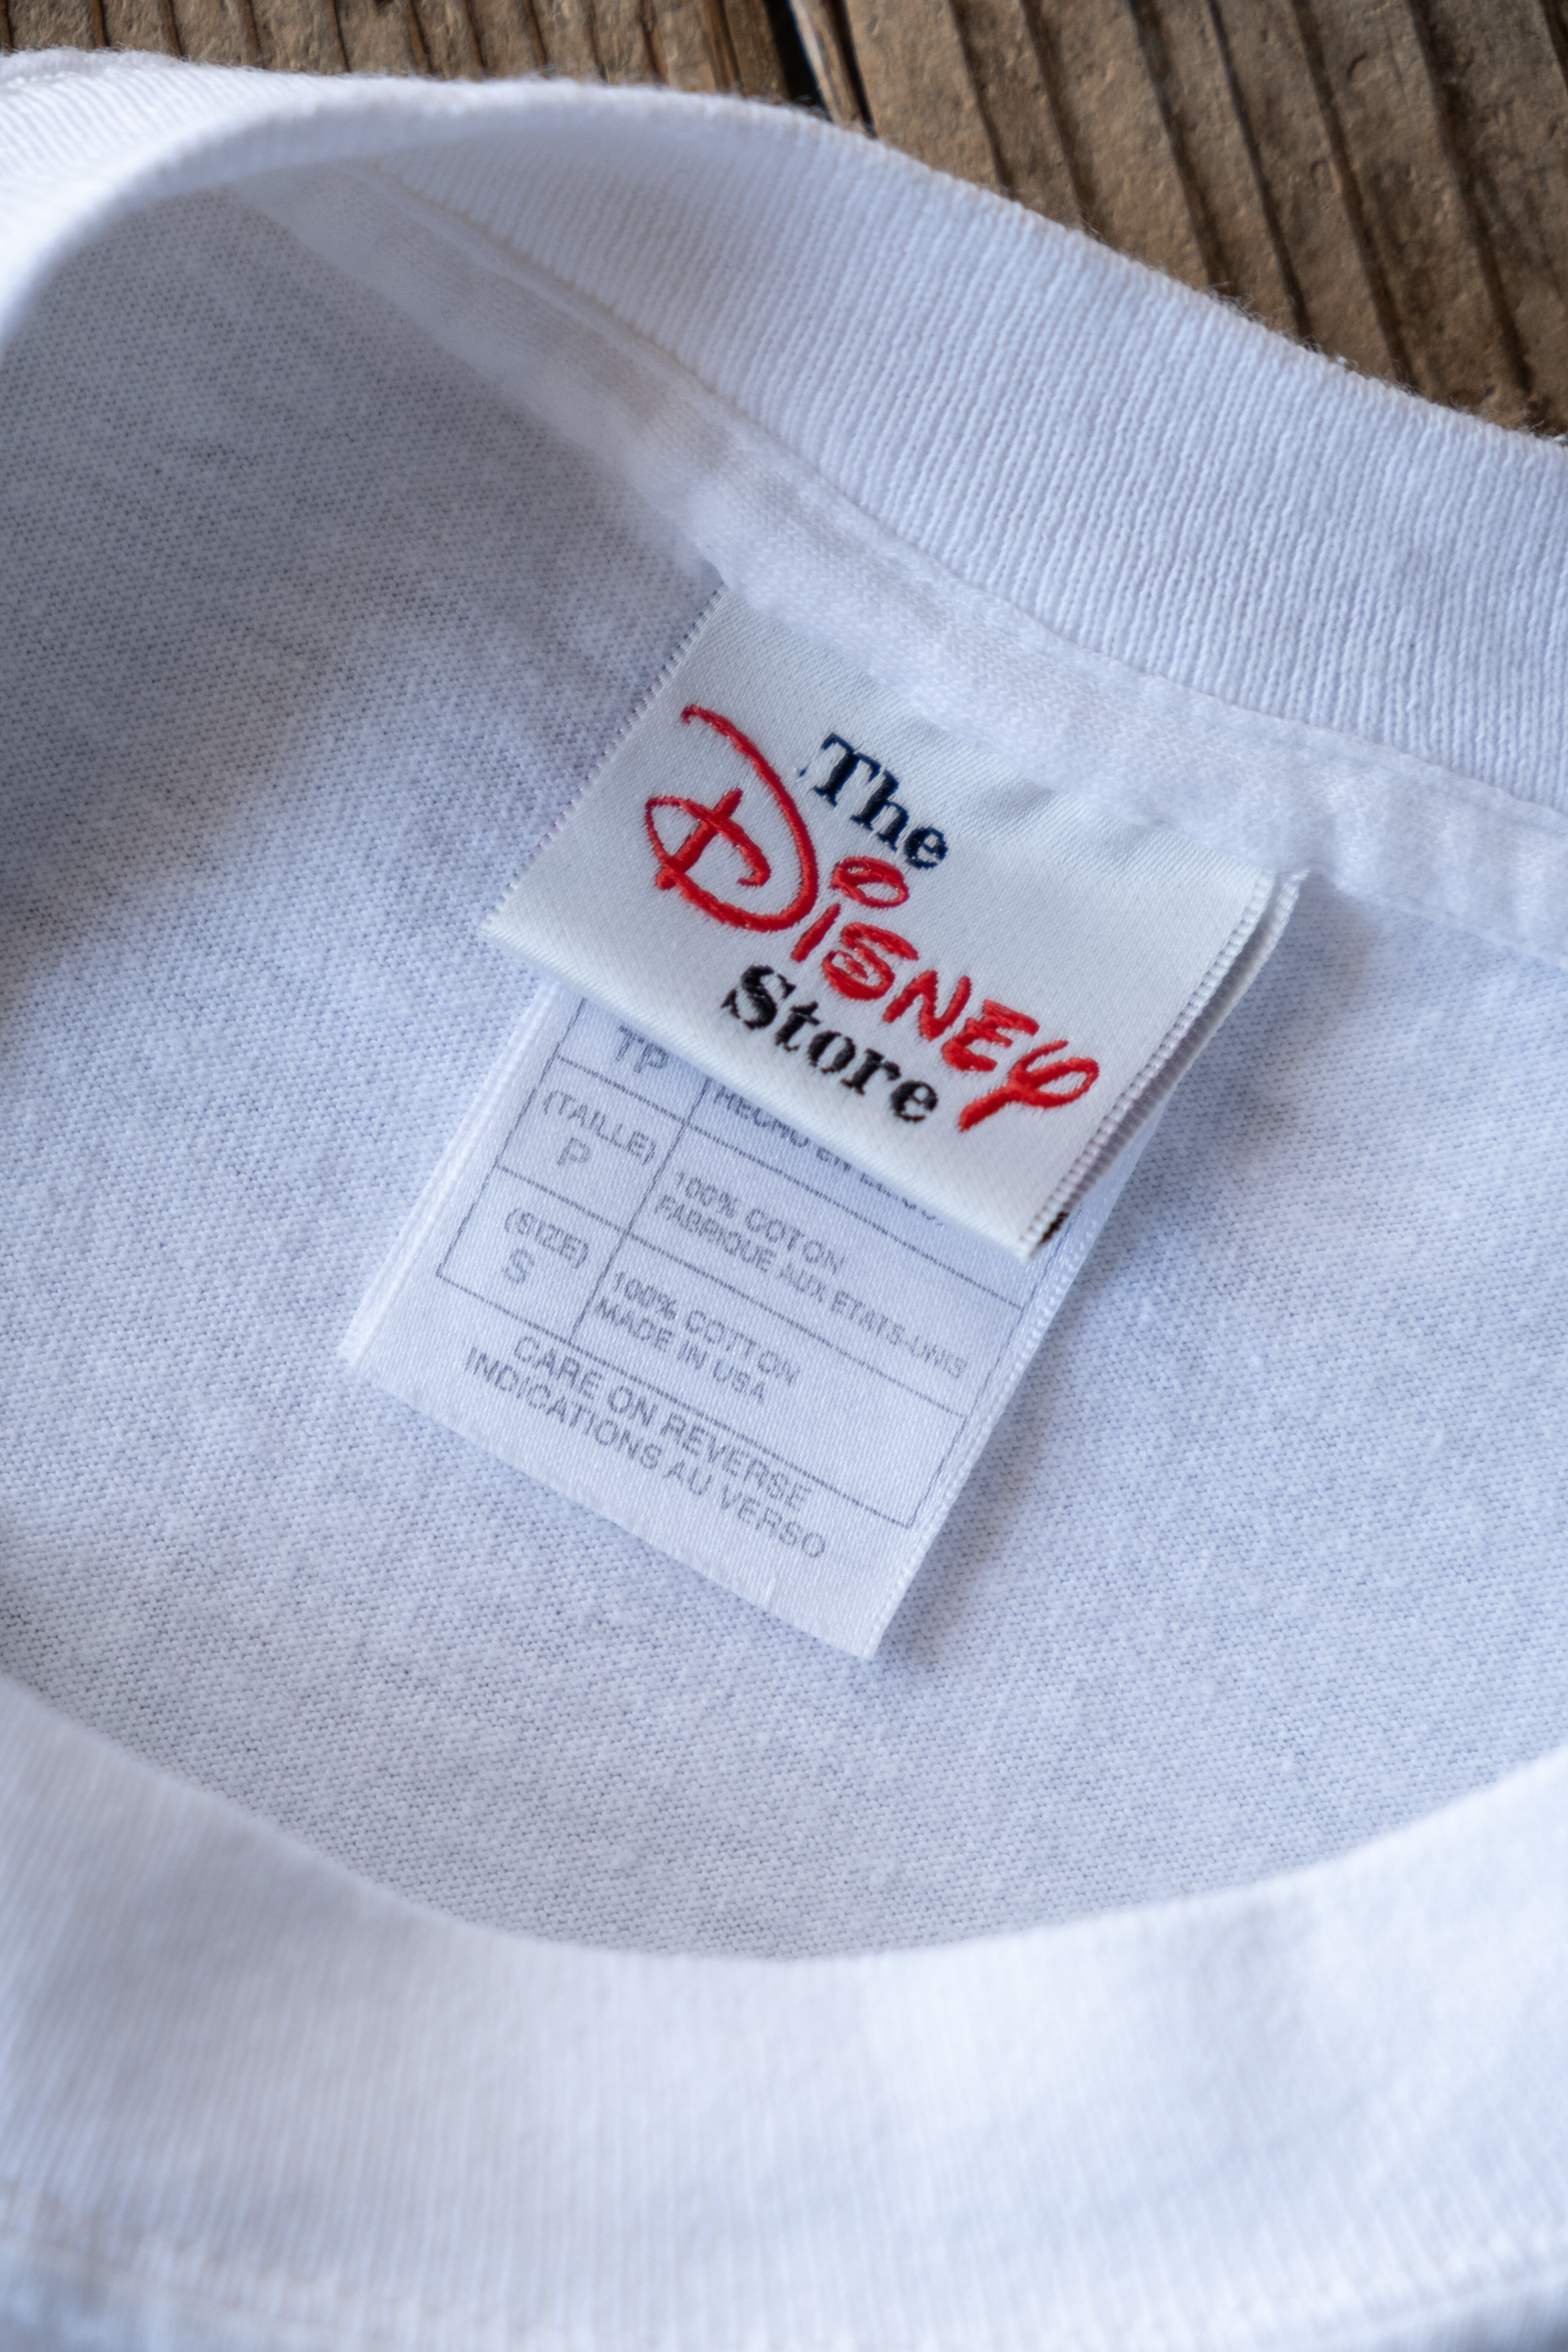 The
Disney
Store
TP
(TAILLE)
P
100% COTON
FABRIQUE AUX ETATS-UNIS
(SIZE)
S
100% COTTON
MADE IN USA
CARE ON REVERSE
INDICATIONS AU VERSO